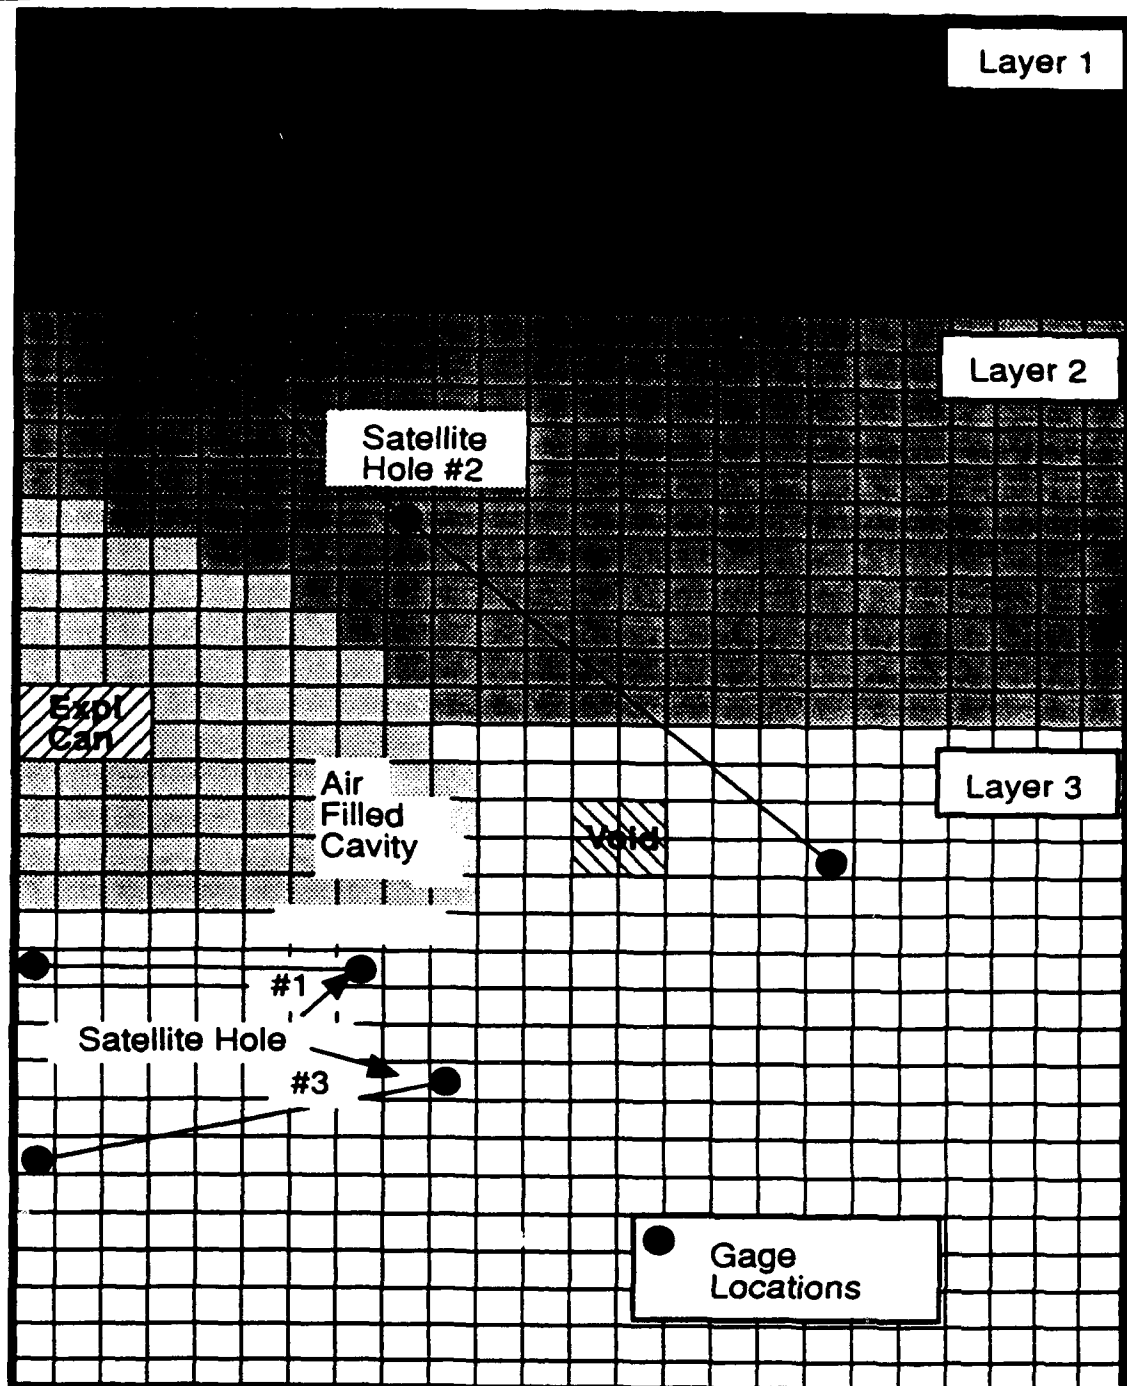 Layer 1
Layer 2
Satellite
Hole #2
Expl
Can
Air
Filled
Cavity
Void
Layer 3
#1
Satellite Hole
#3
Gage
Locations